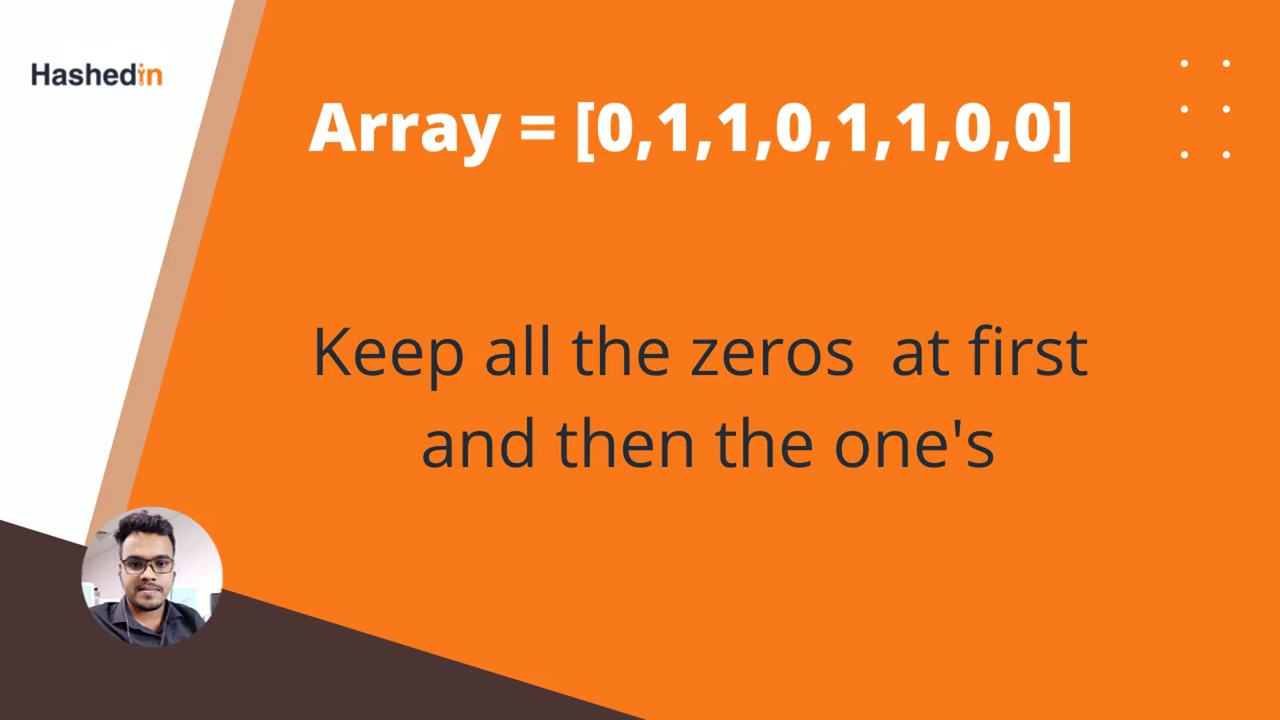 Hashedin
Array = [0,1,1,0,1,1,0,0]
Keep all the zeros at first
and then the one's